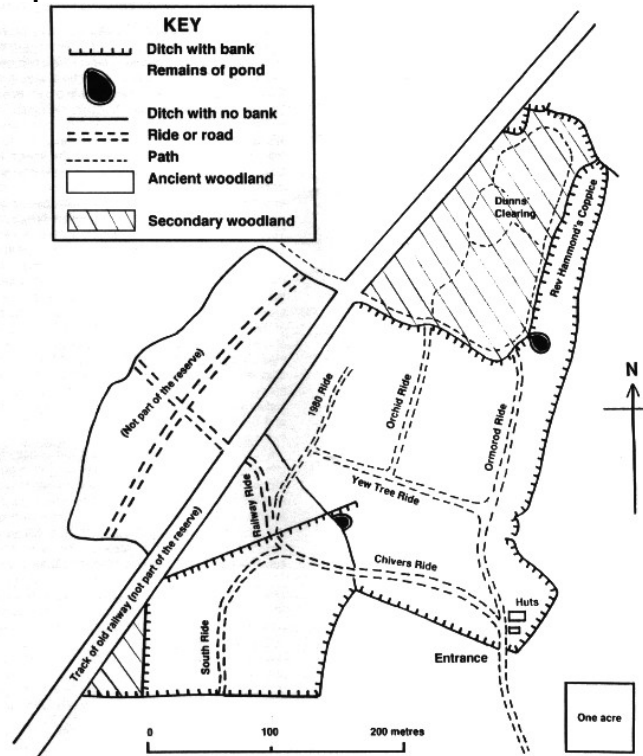 KEY
Ditch with bank
Remains of pond
Ditch with no bank
Ride or road
Path
Ancient woodland
Secondary woodland
Dunns'
Clearing
Rev Hammond's Coppice
(Not part of the reserve)
1980 Ride
Orchid Ride
Ormorod Ride
N
Yew Tree Ride
Railway Ride
Chivers Ride
Track of old railway (not part of the reserve)
South Ride
Huts
Entrance
One acre
0 100 200 metres